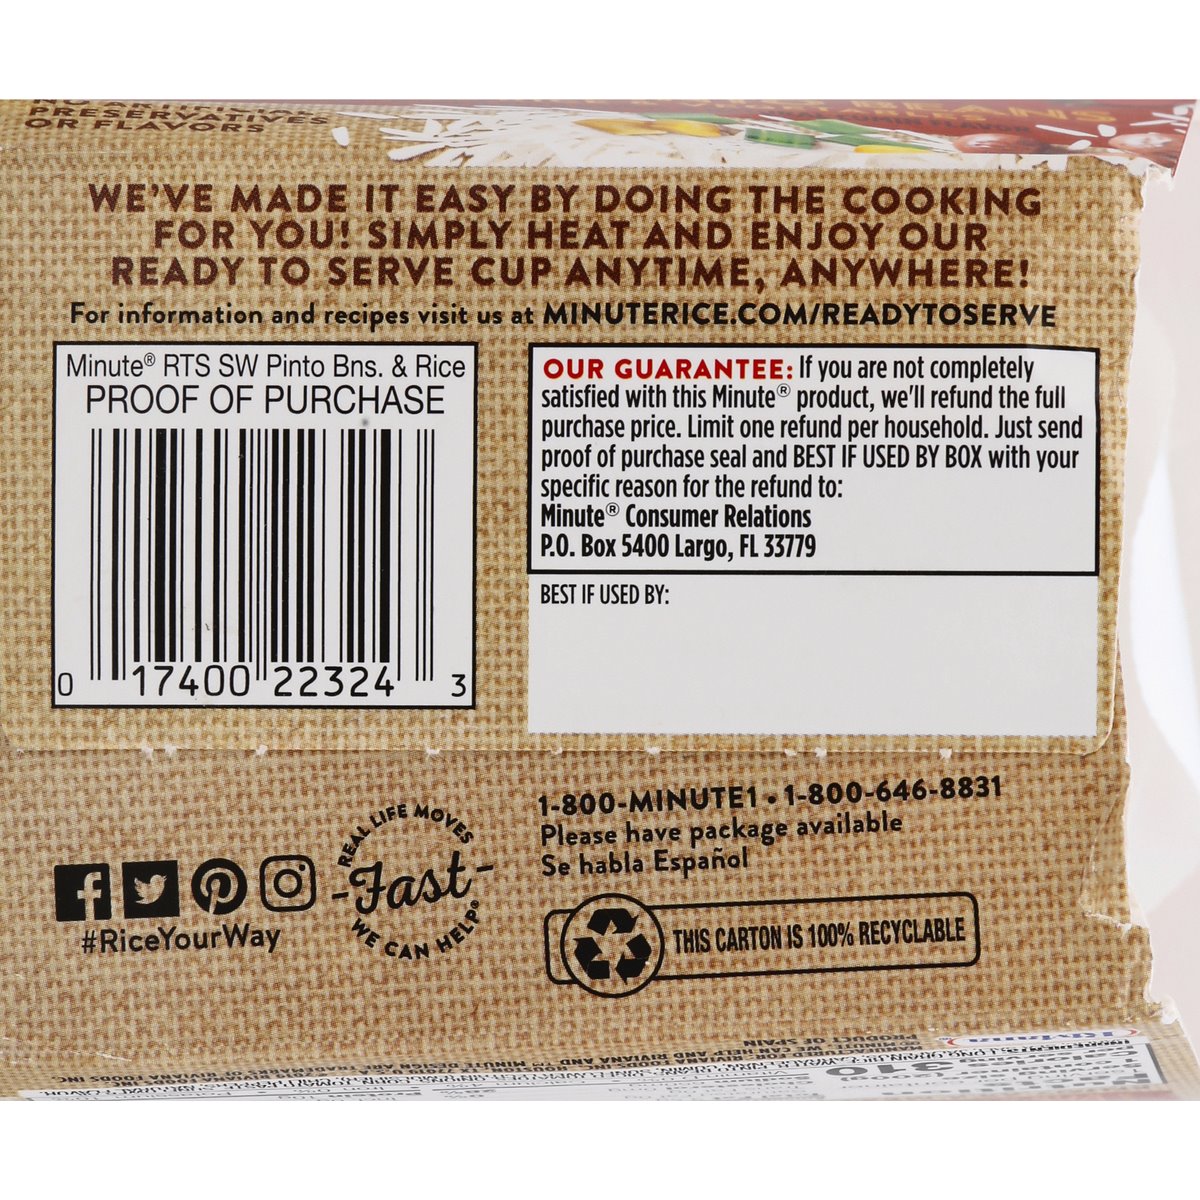 NO ARTIFICIAL
PRESERVATIVES
OR FLAVORS
WE'VE MADE IT EASY BY DOING THE COOKING
FOR YOU! SIMPLY HEAT AND ENJOY OUR
READY TO SERVE CUP ANYTIME, ANYWHERE!
For information and recipes visit us at MINUTERICE.COM/READYTOSERVE
Minute® RTS SW Pinto Bns. & Rice
PROOF OF PURCHASE
0 17400 22324 3
OUR GUARANTEE: If you are not completely
satisfied with this Minute® product, we'll refund the full
purchase price. Limit one refund per household. Just send
proof of purchase seal and BEST IF USED BY BOX with your
specific reason for the refund to:
Minute® Consumer Relations
P.O. Box 5400 Largo, FL 33779
BEST IF USED BY:
1-800-MINUTE1 • 1-800-646-8831
Please have package available
Se habla Español
#RiceYourWay
REAL LIFE MOVES
-Fast-
WE CAN HELP®
THIS CARTON IS 100% RECYCLABLE
PRODUCT OF SPAIN
310